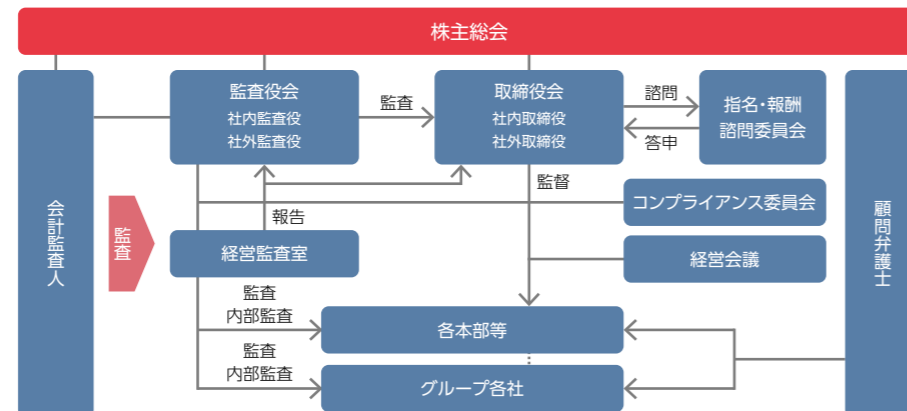 株主総会
会計監査人
監査役会
社内監査役
社外監査役
監査
取締役会
社内取締役
社外取締役
諮問
答申
指名・報酬
諮問委員会
顧問弁護士
監督
コンプライアンス委員会
監査
報告
経営監査室
経営会議
監査
内部監査
各本部等
監査
内部監査
グループ各社